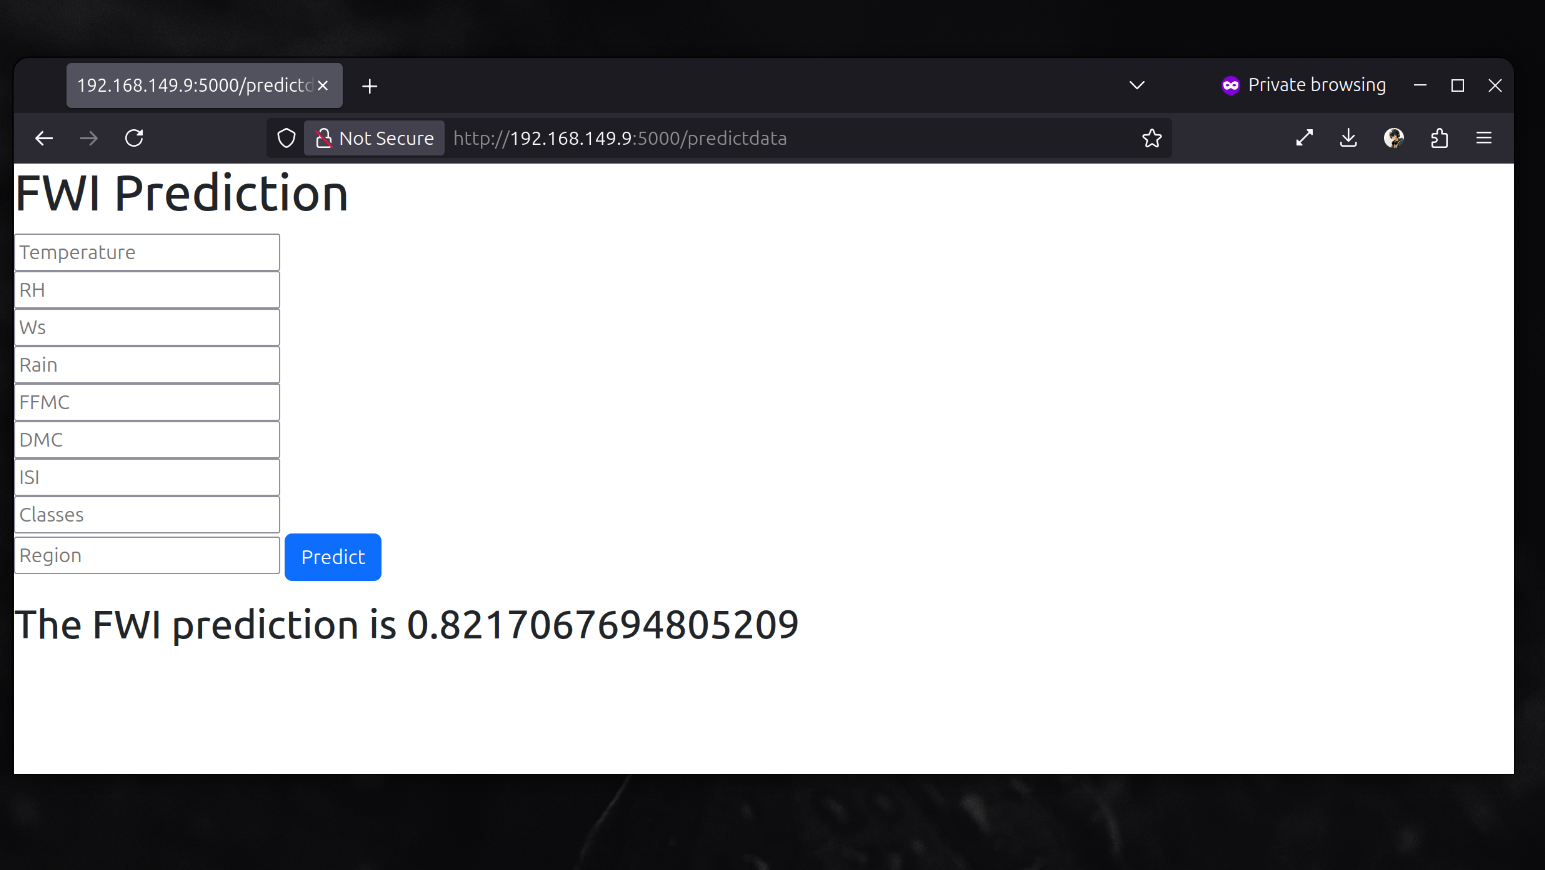 192.168.149.9:5000/predictd
Private browsing
Not Secure
http://192.168.149.9:5000/predictdata
FWI Prediction
Temperature
RH
Ws
Rain
FFMC
DMC
ISI
Classes
Region
Predict
The FWI prediction is 0.8217067694805209